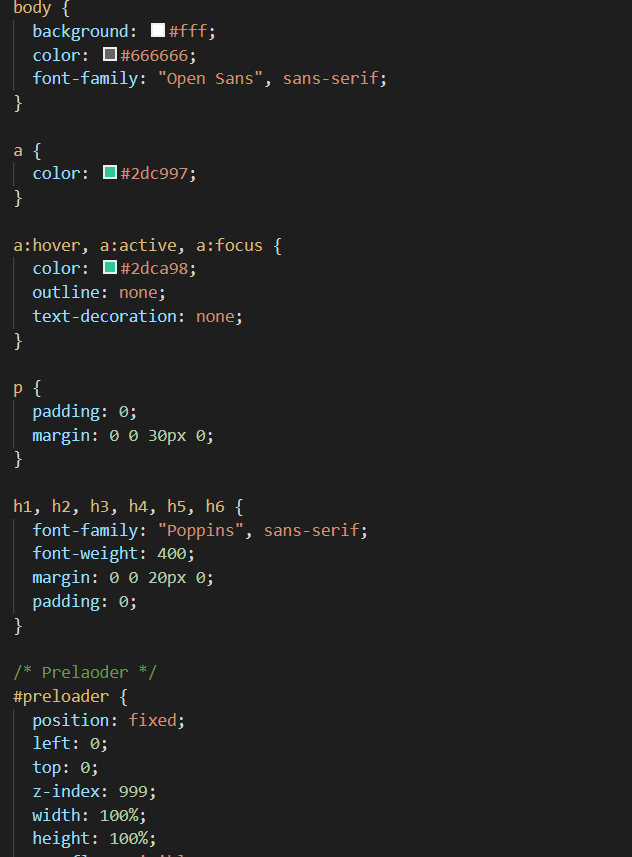 body {
  background: #fff;
  color: #666666;
  font-family: "Open Sans", sans-serif;
}

a {
  color: #2dc997;
}

a:hover, a:active, a:focus {
  color: #2dca98;
  outline: none;
  text-decoration: none;
}

p {
  padding: 0;
  margin: 0 0 30px 0;
}

h1, h2, h3, h4, h5, h6 {
  font-family: "Poppins", sans-serif;
  font-weight: 400;
  margin: 0 0 20px 0;
  padding: 0;
}

/* Prelaoder */
#preloader {
  position: fixed;
  left: 0;
  top: 0;
  z-index: 999;
  width: 100%;
  height: 100%;